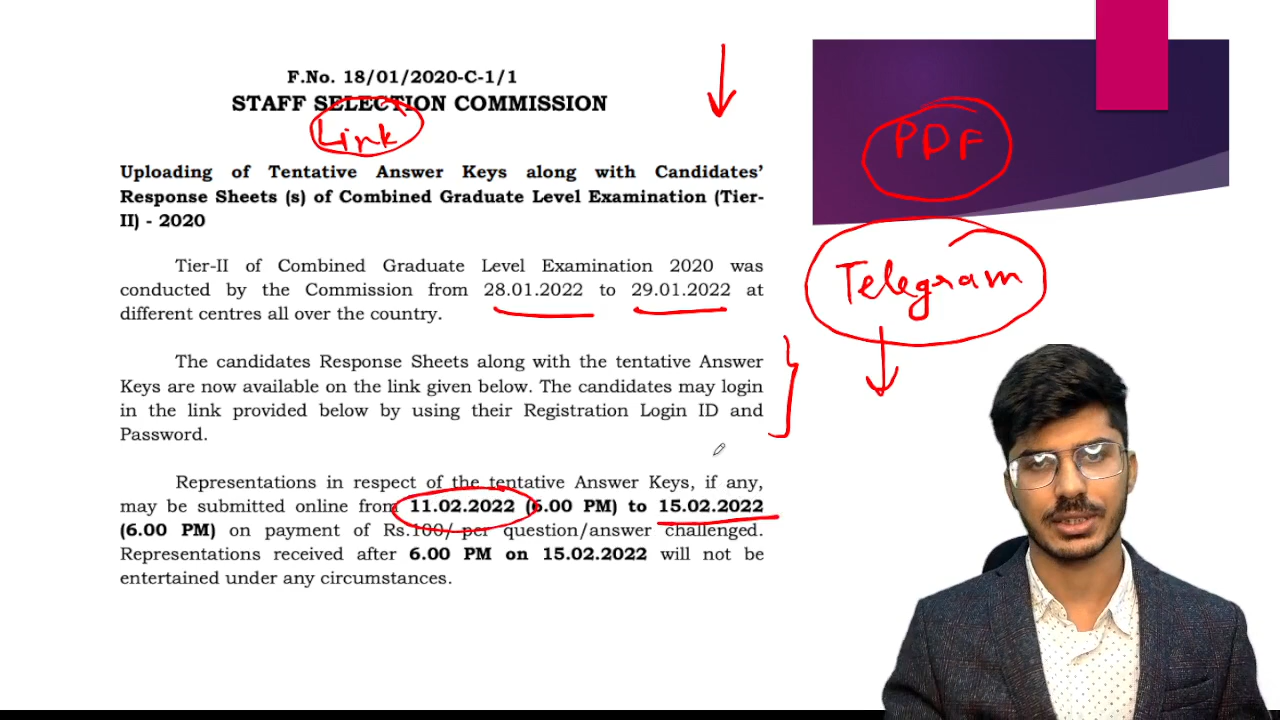 F.No. 18/01/2020-C-1/1
STAFF SELECTION COMMISSION
Link
Uploading of Tentative Answer Keys along with Candidates’
Response Sheets (s) of Combined Graduate Level Examination (Tier-
II) - 2020
Tier-II of Combined Graduate Level Examination 2020 was
conducted by the Commission from 28.01.2022 to 29.01.2022 at
different centres all over the country.
The candidates Response Sheets along with the tentative Answer
Keys are now available on the link given below. The candidates may login
in the link provided below by using their Registration Login ID and
Password.
Representations in respect of the tentative Answer Keys, if any,
may be submitted online from 11.02.2022 (6.00 PM) to 15.02.2022
(6.00 PM) on payment of Rs.100/-per question/answer challenged.
Representations received after 6.00 PM on 15.02.2022 will not be
entertained under any circumstances.
PDF
Telegram